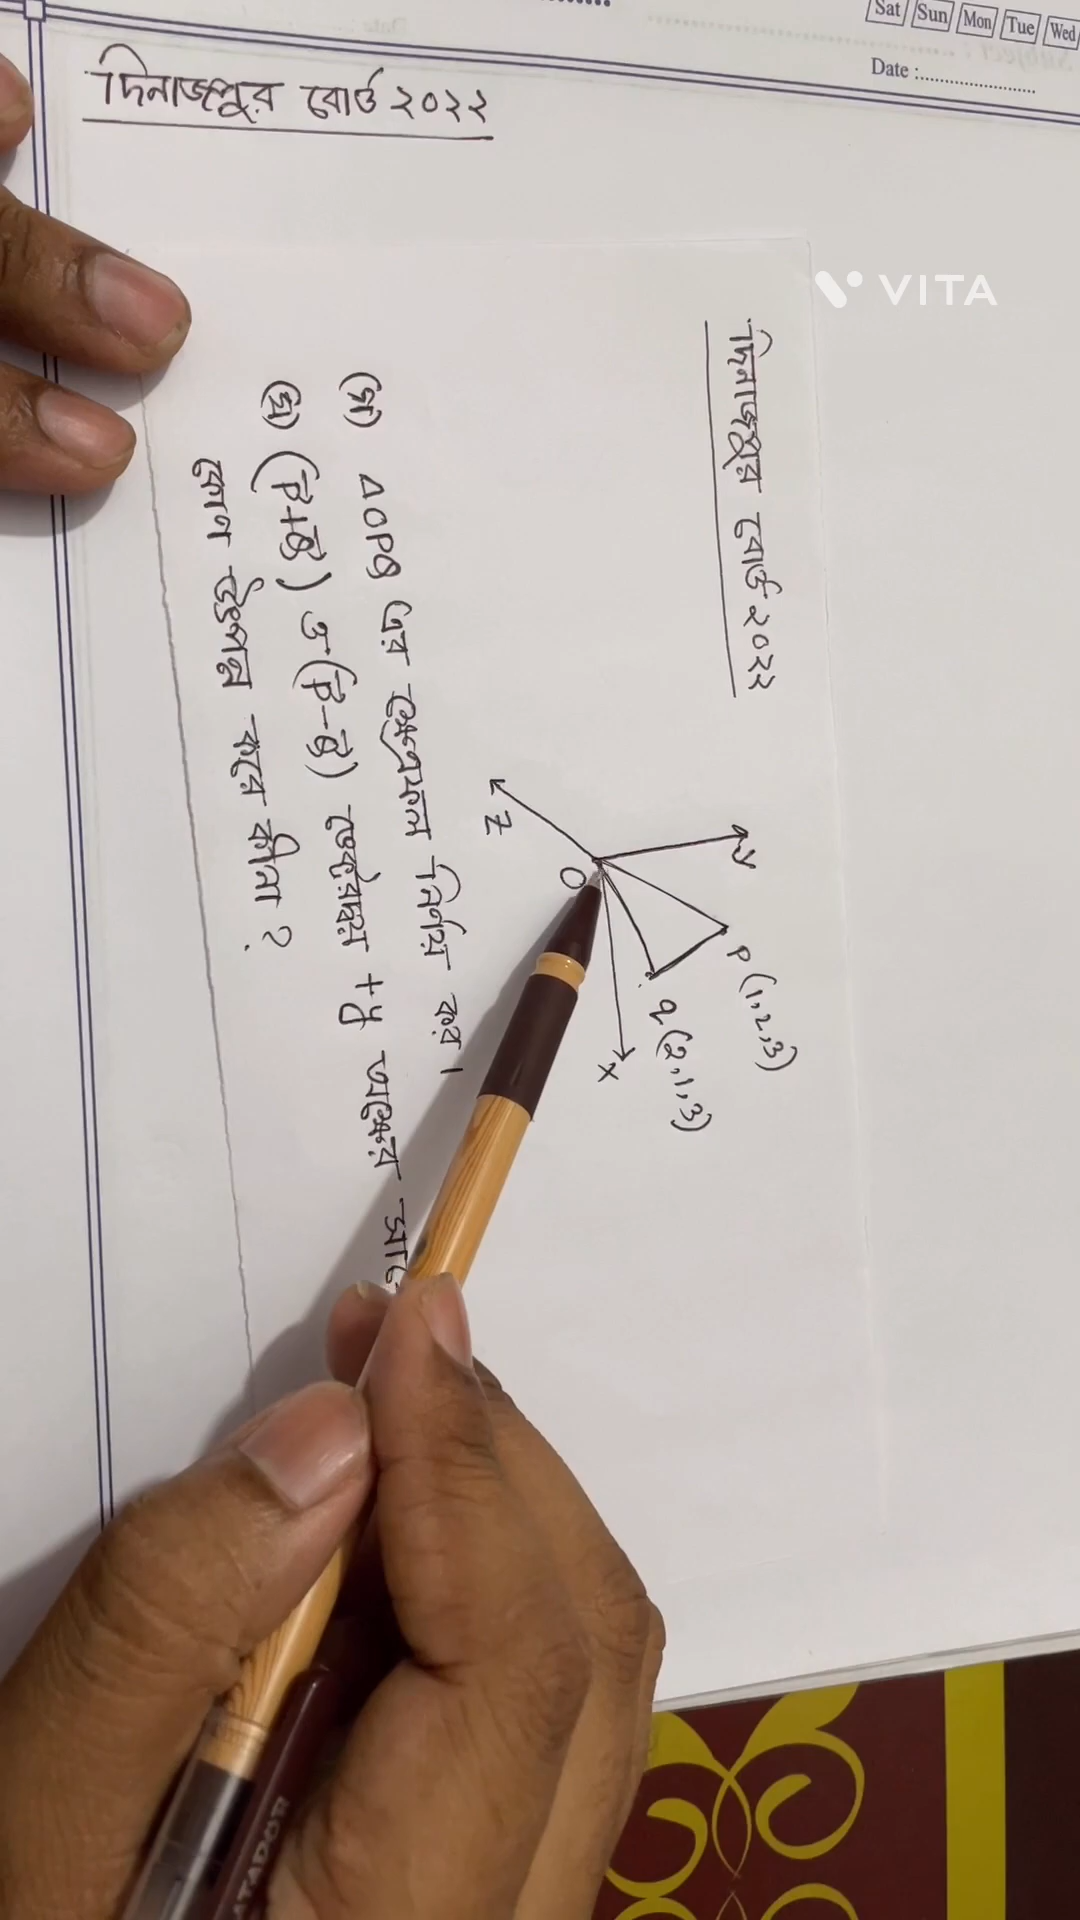 Sat Sun Mon Tue Wed
Date :
দিনাজপুর বোর্ড ২০২২
VITA
দিনাজপুর বোর্ড ২০২২
y
P (1,2,3)
q (2,1,3)
O
x
z
(গ) ΔOPQ এর ক্ষেত্রফল নির্ণয় কর।
(ঘ) (P+Q) ও (P-Q) ভেক্টরদ্বয় +y অক্ষের
কোণ উৎপন্ন করে কীনা ?